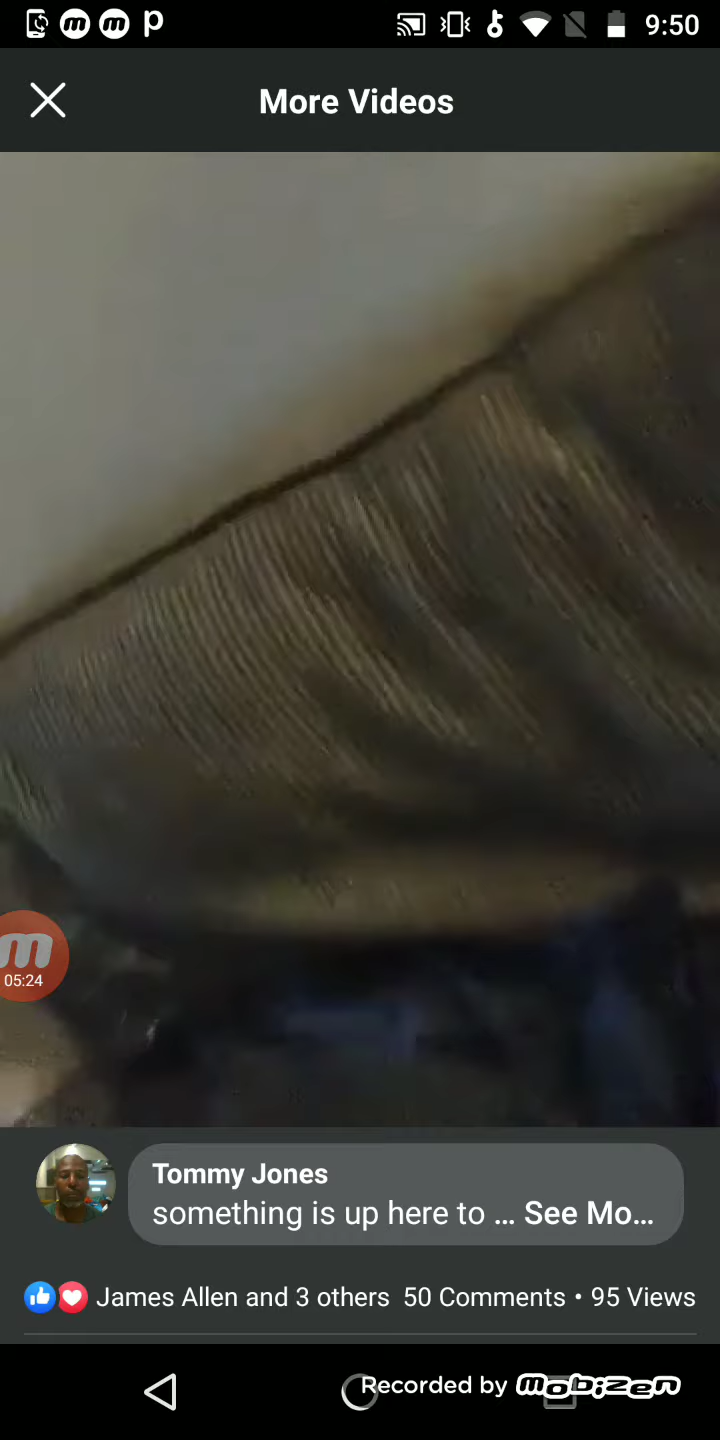 9:50
More Videos
m
05:24
Tommy Jones
something is up here to ... See Mo...
James Allen and 3 others 50 Comments • 95 Views
Recorded by mobizen